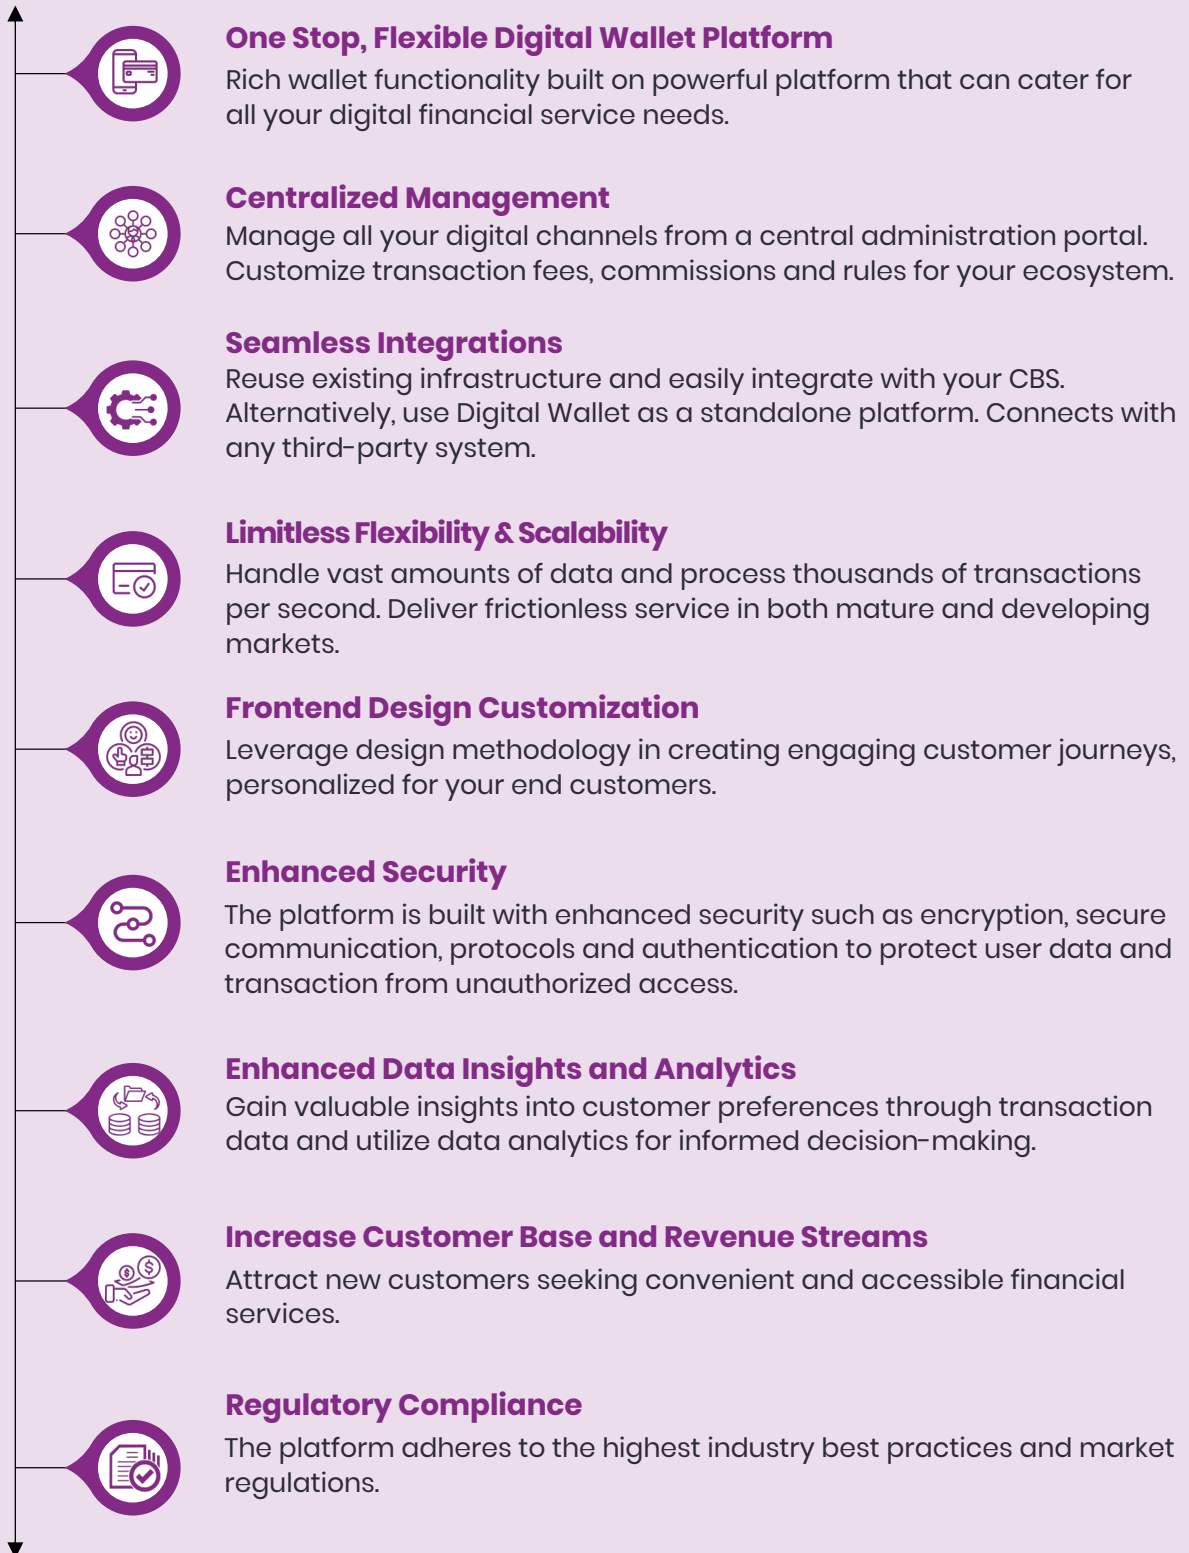 One Stop, Flexible Digital Wallet Platform
Rich wallet functionality built on powerful platform that can cater for
all your digital financial service needs.
Centralized Management
Manage all your digital channels from a central administration portal.
Customize transaction fees, commissions and rules for your ecosystem.
Seamless Integrations
Reuse existing infrastructure and easily integrate with your CBS.
Alternatively, use Digital Wallet as a standalone platform. Connects with
any third-party system.
Limitless Flexibility & Scalability
Handle vast amounts of data and process thousands of transactions
per second. Deliver frictionless service in both mature and developing
markets.
Frontend Design Customization
Leverage design methodology in creating engaging customer journeys,
personalized for your end customers.
Enhanced Security
The platform is built with enhanced security such as encryption, secure
communication, protocols and authentication to protect user data and
transaction from unauthorized access.
Enhanced Data Insights and Analytics
Gain valuable insights into customer preferences through transaction
data and utilize data analytics for informed decision-making.
Increase Customer Base and Revenue Streams
Attract new customers seeking convenient and accessible financial
services.
Regulatory Compliance
The platform adheres to the highest industry best practices and market
regulations.